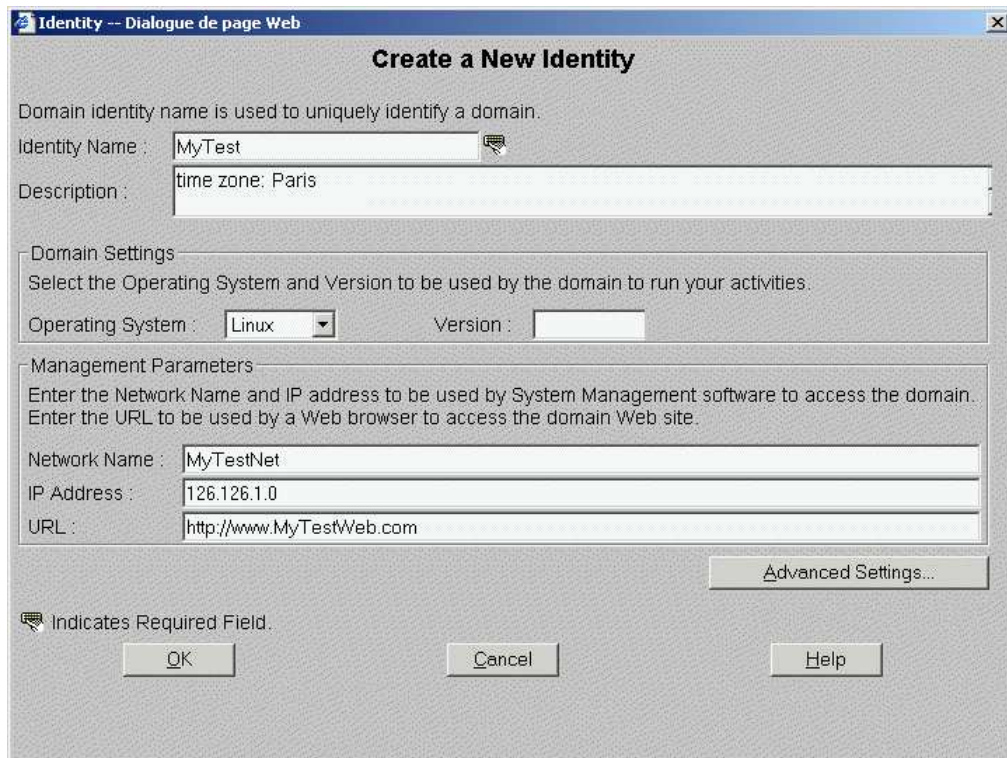 Identity -- Dialogue de page Web
Create a New Identity
Domain identity name is used to uniquely identify a domain.
Identity Name : MyTest
Description : time zone: Paris
Domain Settings
Select the Operating System and Version to be used by the domain to run your activities.
Operating System : Linux Version :
Management Parameters
Enter the Network Name and IP address to be used by System Management software to access the domain.
Enter the URL to be used by a Web browser to access the domain Web site.
Network Name : MyTestNet
IP Address : 126.126.1.0
URL : http://www.MyTestWeb.com
Advanced Settings...
Indicates Required Field.
OK Cancel Help